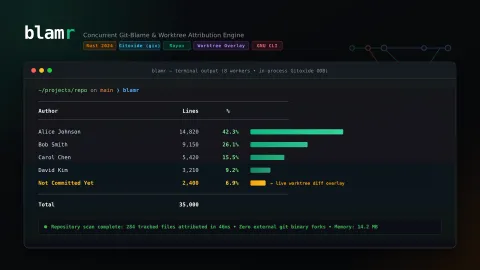 blamr Concurrent Git-Blame & Worktree Attribution Engine
Rust 2024 Gitoxide (gix) Rayon Worktree Overlay GNU CLI
blamr — terminal output (8 workers • in-process Gitoxide ODB)
~/projects/repo on main ❯ blamr
Author Lines %
Alice Johnson 14,820 42.3%
Bob Smith 9,150 26.1%
Carol Chen 5,420 15.5%
David Kim 3,210 9.2%
Not Committed Yet 2,400 6.9% ← live worktree diff overlay
Total 35,000
● Repository scan complete: 284 tracked files attributed in 46ms • Zero external git binary forks • Memory: 14.2 MB